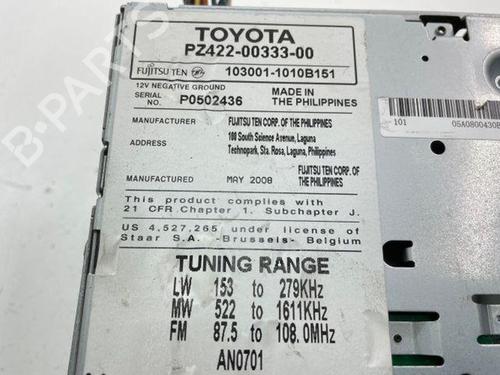 TOYOTA
PZ422-00333-00
FUJITSU TEN 103001-1010B151
12V NEGATIVE GROUND
SERIAL NO. P0502436
MADE IN THE PHILIPPINES
MANUFACTURER FUJITSU TEN CORP. OF THE PHILIPPINES
ADDRESS 108 South Science Avenue, Laguna
Technopark, Sta. Rosa, Laguna, Philippines
MANUFACTURED MAY 2008 FUJITSU TEN CORP. OF
THE PHILIPPINES
This product complies with
21 CFR Chapter 1. Subchapter J.
US 4,527,265 under license of
Staar S.A. -Brussels- Belgium
TUNING RANGE
LW 153 to 279KHz
MW 522 to 1611KHz
FM 87.5 to 108.0MHz
AN0701
101 05A0800430
B-PARTS